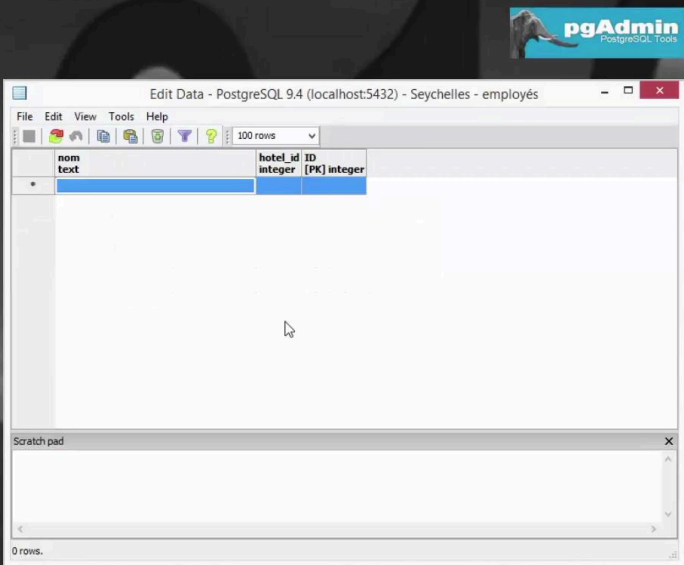 pgAdmin
PostgreSQL Tools
Edit Data - PostgreSQL 9.4 (localhost:5432) - Seychelles - employés
File Edit View Tools Help
100 rows
nom hotel_id ID
text integer [PK] integer
*
Scratch pad
0 rows.